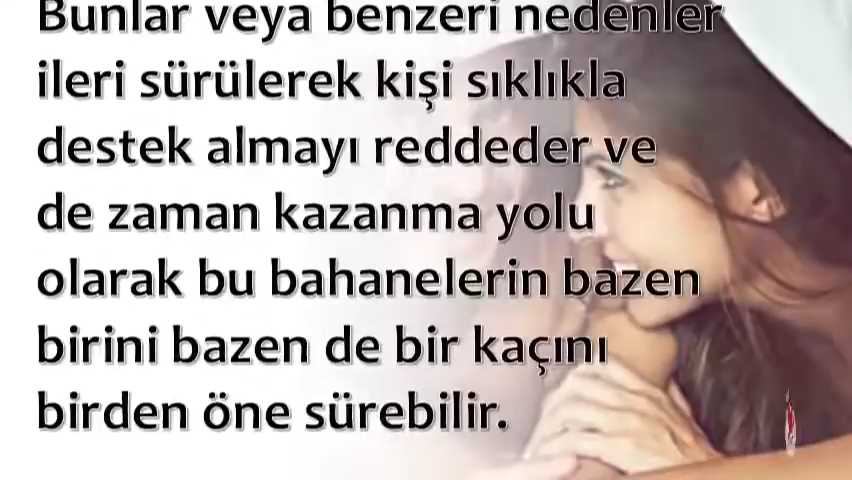 Bunlar veya benzeri nedenler
ileri sürülerek kişi sıklıkla
destek almayı reddeder ve
de zaman kazanma yolu
olarak bu bahanelerin bazen
birini bazen de bir kaçını
birden öne sürebilir.